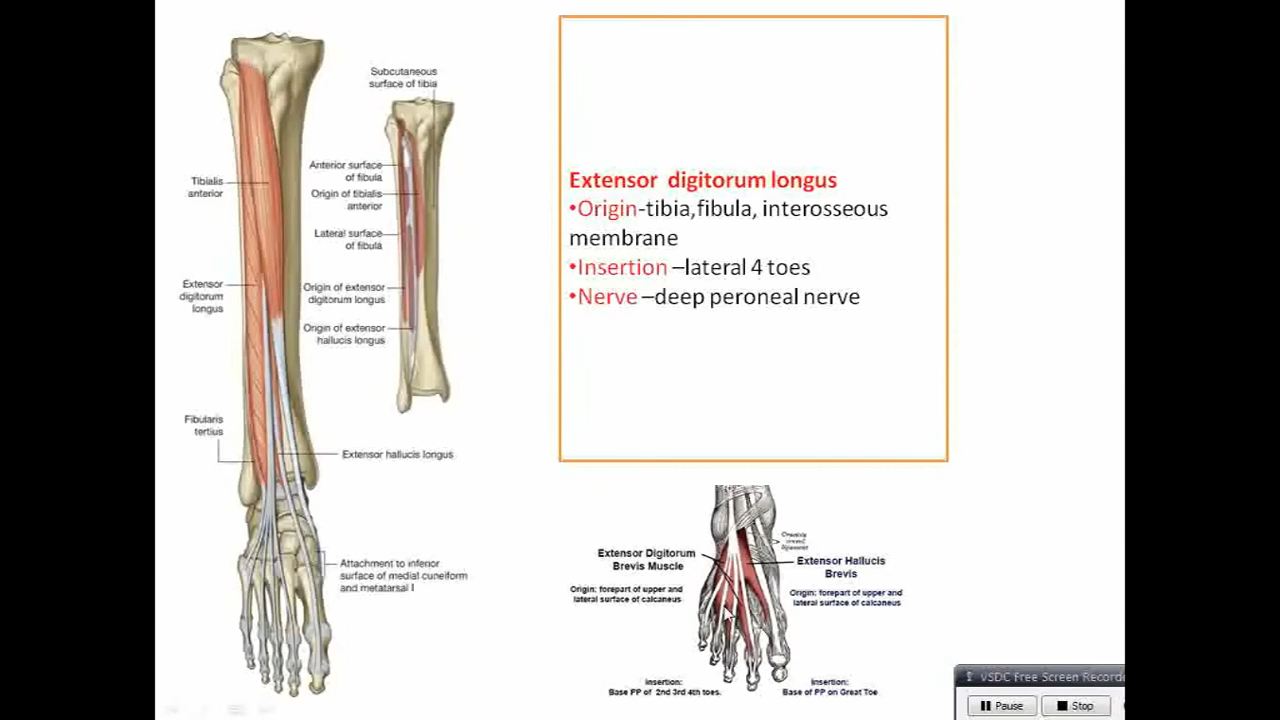 Subcutaneous
surface of tibia
Tibialis
anterior
Anterior surface
of fibula
Origin of tibialis
anterior
Lateral surface
of fibula
Extensor
digitorum
longus
Origin of extensor
digitorum longus
Origin of extensor
hallucis longus
Fibularis
tertius
Extensor hallucis longus
Attachment to inferior
surface of medial cuneiform
and metatarsal I
Extensor digitorum longus
•Origin-tibia,fibula, interosseous
membrane
•Insertion –lateral 4 toes
•Nerve –deep peroneal nerve
Extensor Digitorum
Brevis Muscle
Origin: forepart of upper and
lateral surface of calcaneus
ligament
Extensor Hallucis
Brevis
Origin: forepart of upper and
lateral surface of calcaneus
Insertion:
Base PP of 2nd 3rd 4th toes.
Insertion:
Base of PP on Great Toe
VSDC Free Screen Recorde
Pause
Stop